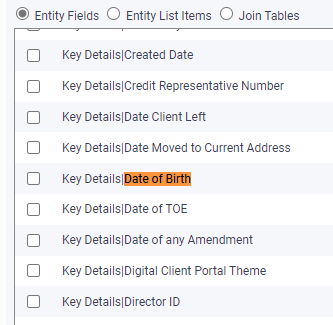 Entity Fields Entity List Items Join Tables
Key Details|Created Date
Key Details|Credit Representative Number
Key Details|Date Client Left
Key Details|Date Moved to Current Address
Key Details|Date of Birth
Key Details|Date of TOE
Key Details|Date of any Amendment
Key Details|Digital Client Portal Theme
Key Details|Director ID